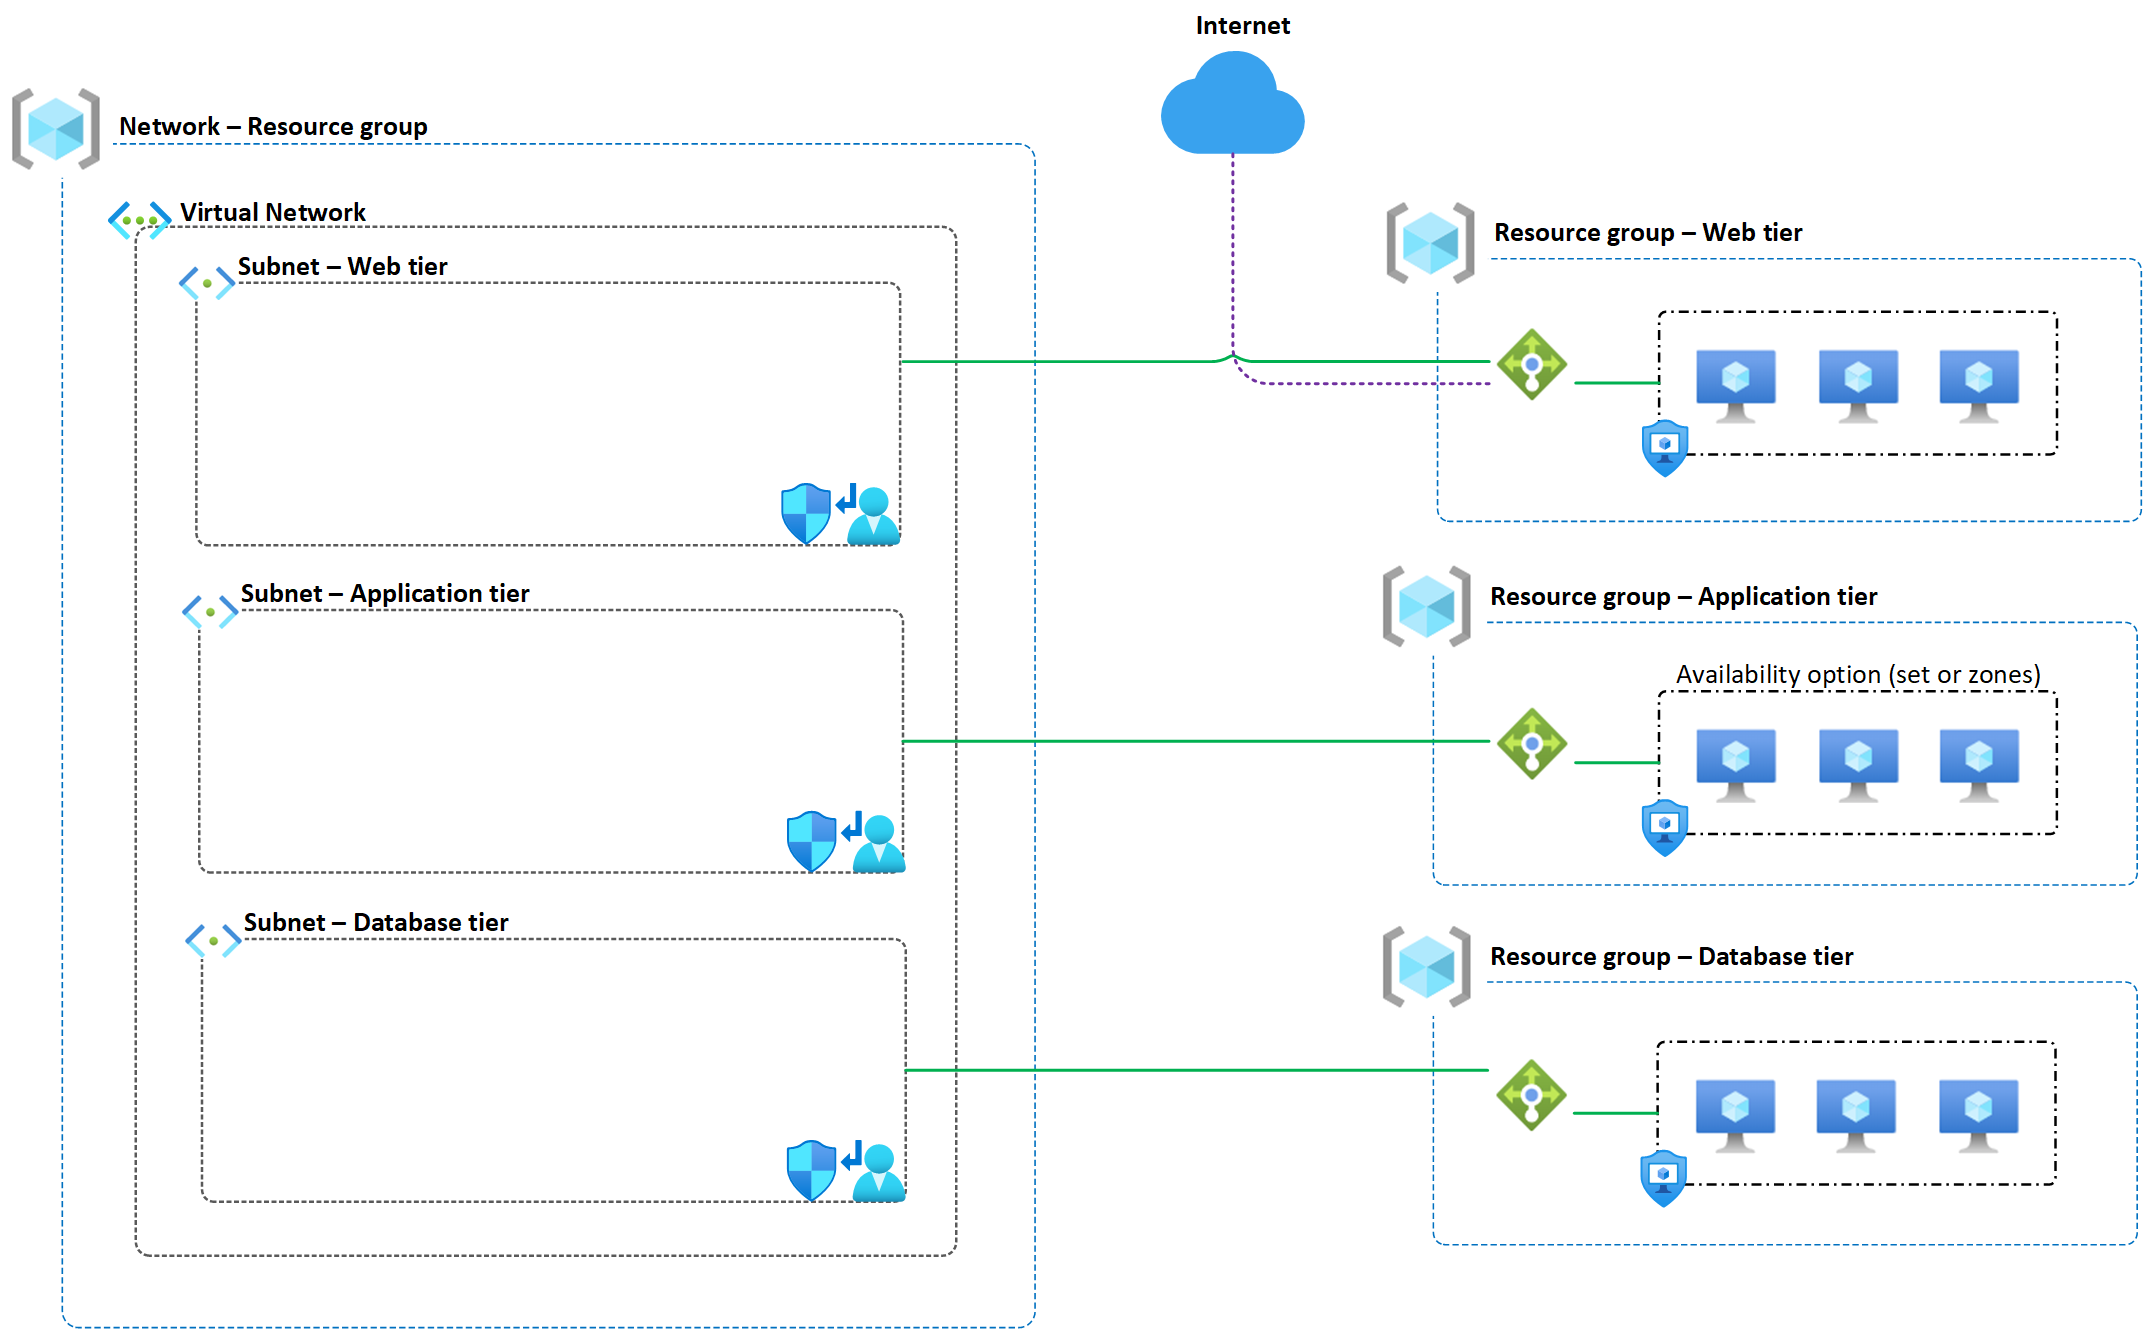 Internet
Network – Resource group
Virtual Network
Subnet – Web tier
Resource group – Web tier
Subnet – Application tier
Resource group – Application tier
Availability option (set or zones)
Subnet – Database tier
Resource group – Database tier